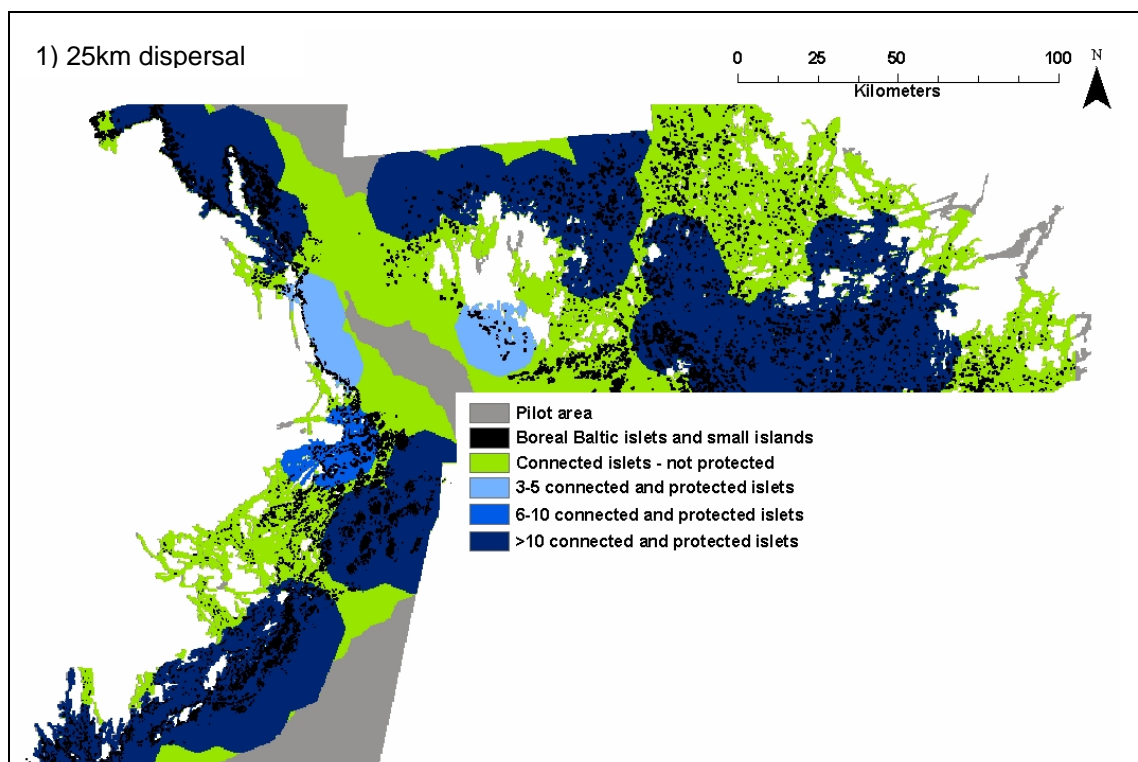 1) 25km dispersal
0 25 50 100
Kilometers
N
Pilot area
Boreal Baltic islets and small islands
Connected islets - not protected
3-5 connected and protected islets
6-10 connected and protected islets
>10 connected and protected islets